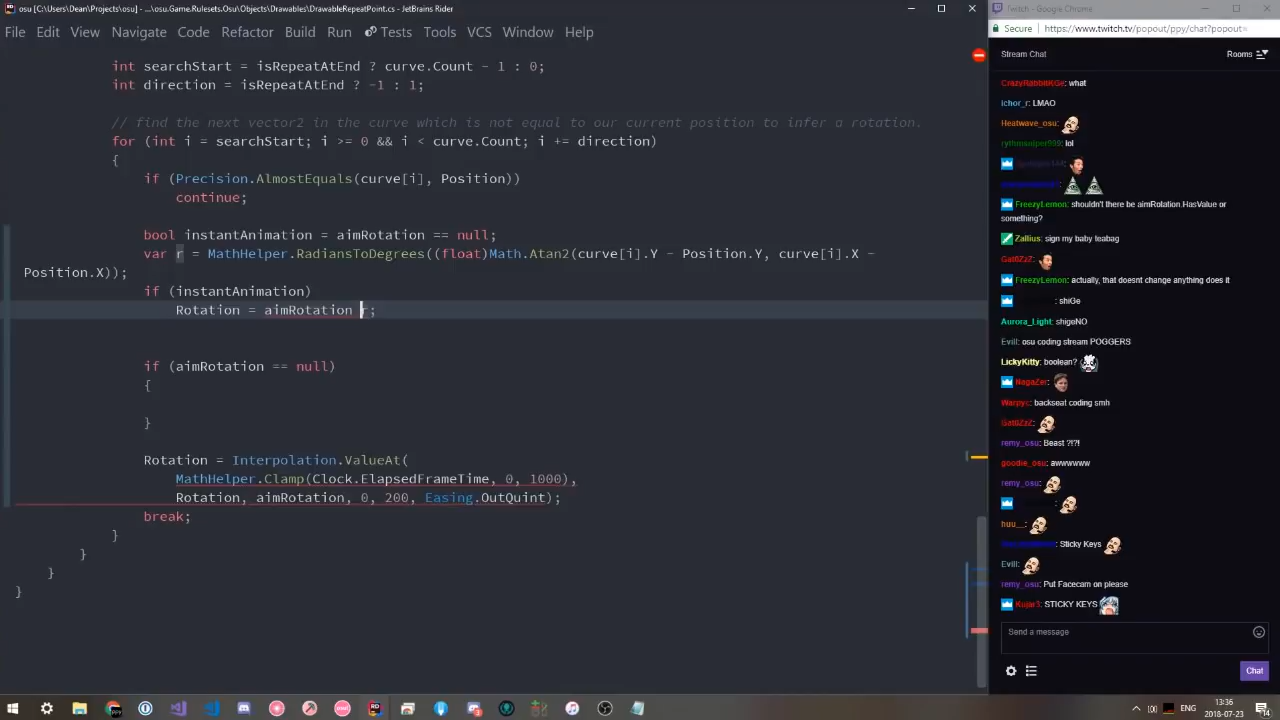 osu [C:\Users\Dean\Projects\osu] - ...\osu.Game.Rulesets.Osu\Objects\Drawables\DrawableRepeatPoint.cs - JetBrains Rider
File Edit View Navigate Code Refactor Build Run Tests Tools VCS Window Help
int searchStart = isRepeatAtEnd ? curve.Count - 1 : 0;
int direction = isRepeatAtEnd ? -1 : 1;
// find the next vector2 in the curve which is not equal to our current position to infer a rotation.
for (int i = searchStart; i >= 0 && i < curve.Count; i += direction)
{
if (Precision.AlmostEquals(curve[i], Position))
continue;
bool instantAnimation = aimRotation == null;
var r = MathHelper.RadiansToDegrees((float)Math.Atan2(curve[i].Y - Position.Y, curve[i].X -
Position.X));
if (instantAnimation)
Rotation = aimRotation r;
if (aimRotation == null)
{
}
Rotation = Interpolation.ValueAt(
MathHelper.Clamp(Clock.ElapsedFrameTime, 0, 1000),
Rotation, aimRotation, 0, 200, Easing.OutQuint);
break;
}
}
}
}
Twitch - Google Chrome
Secure https://www.twitch.tv/popout/ppy/chat?popout=
Stream Chat Rooms
CrazyRabbitKGe: what
ichor_r: LMAO
Heatwave_osu:
lol
FreezyLemon: shouldn't there be aimRotation.HasValue or
something?
Zallius: sign my baby teabag
Gat0ZzZ:
FreezyLemon: actually, that doesnt change anything does it
: shiGe
Aurora_Light: shigeNO
Evill: osu coding stream POGGERS
LickyKitty: boolean?
NagaZer:
Warpyc: backseat coding smh
Gat0ZzZ:
remy_osu: Beast ?!?!
goodie_osu: awwwwww
remy_osu:
huu__:
: Sticky Keys
Evill:
remy_osu: Put Facecam on please
: STICKY KEYS
Send a message
Chat
ENG
13:36
2018-07-23
14